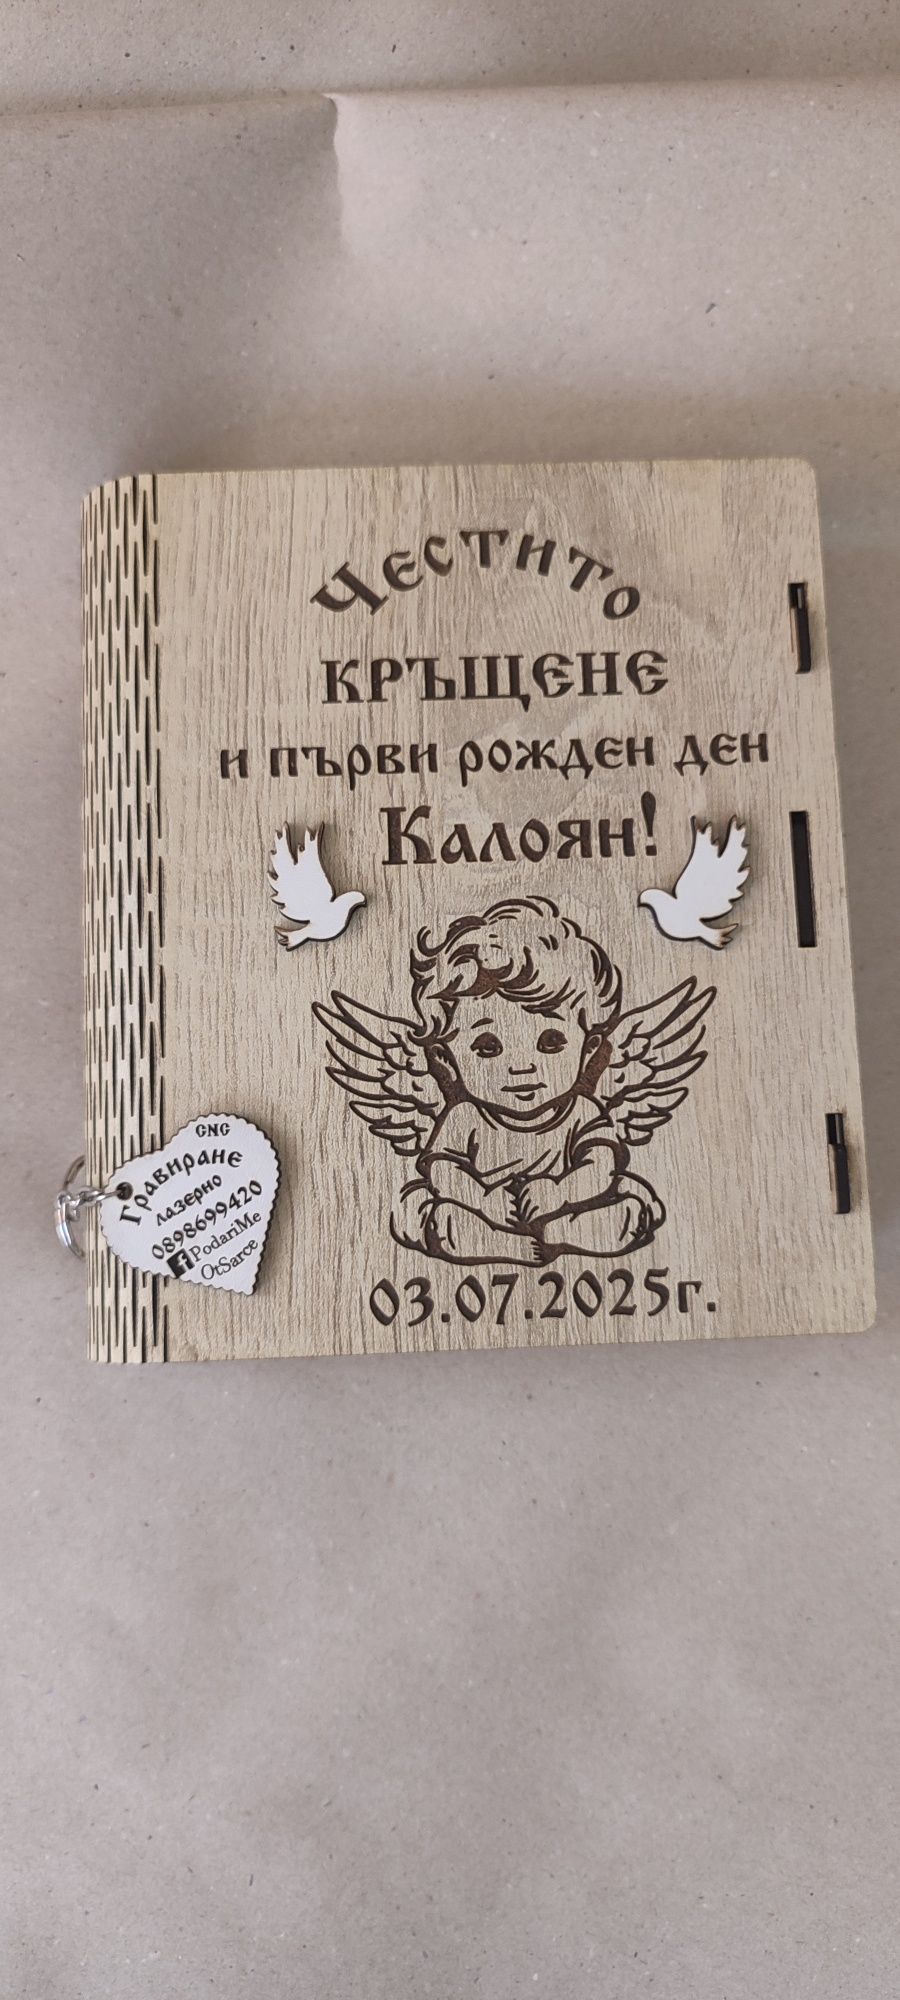 Честито
кръщене
и първи рожден ден
Калоян!
03.07.2025г.
CNC
Гравиране
лазерно
0898699420
f PodariMe
OtSarce